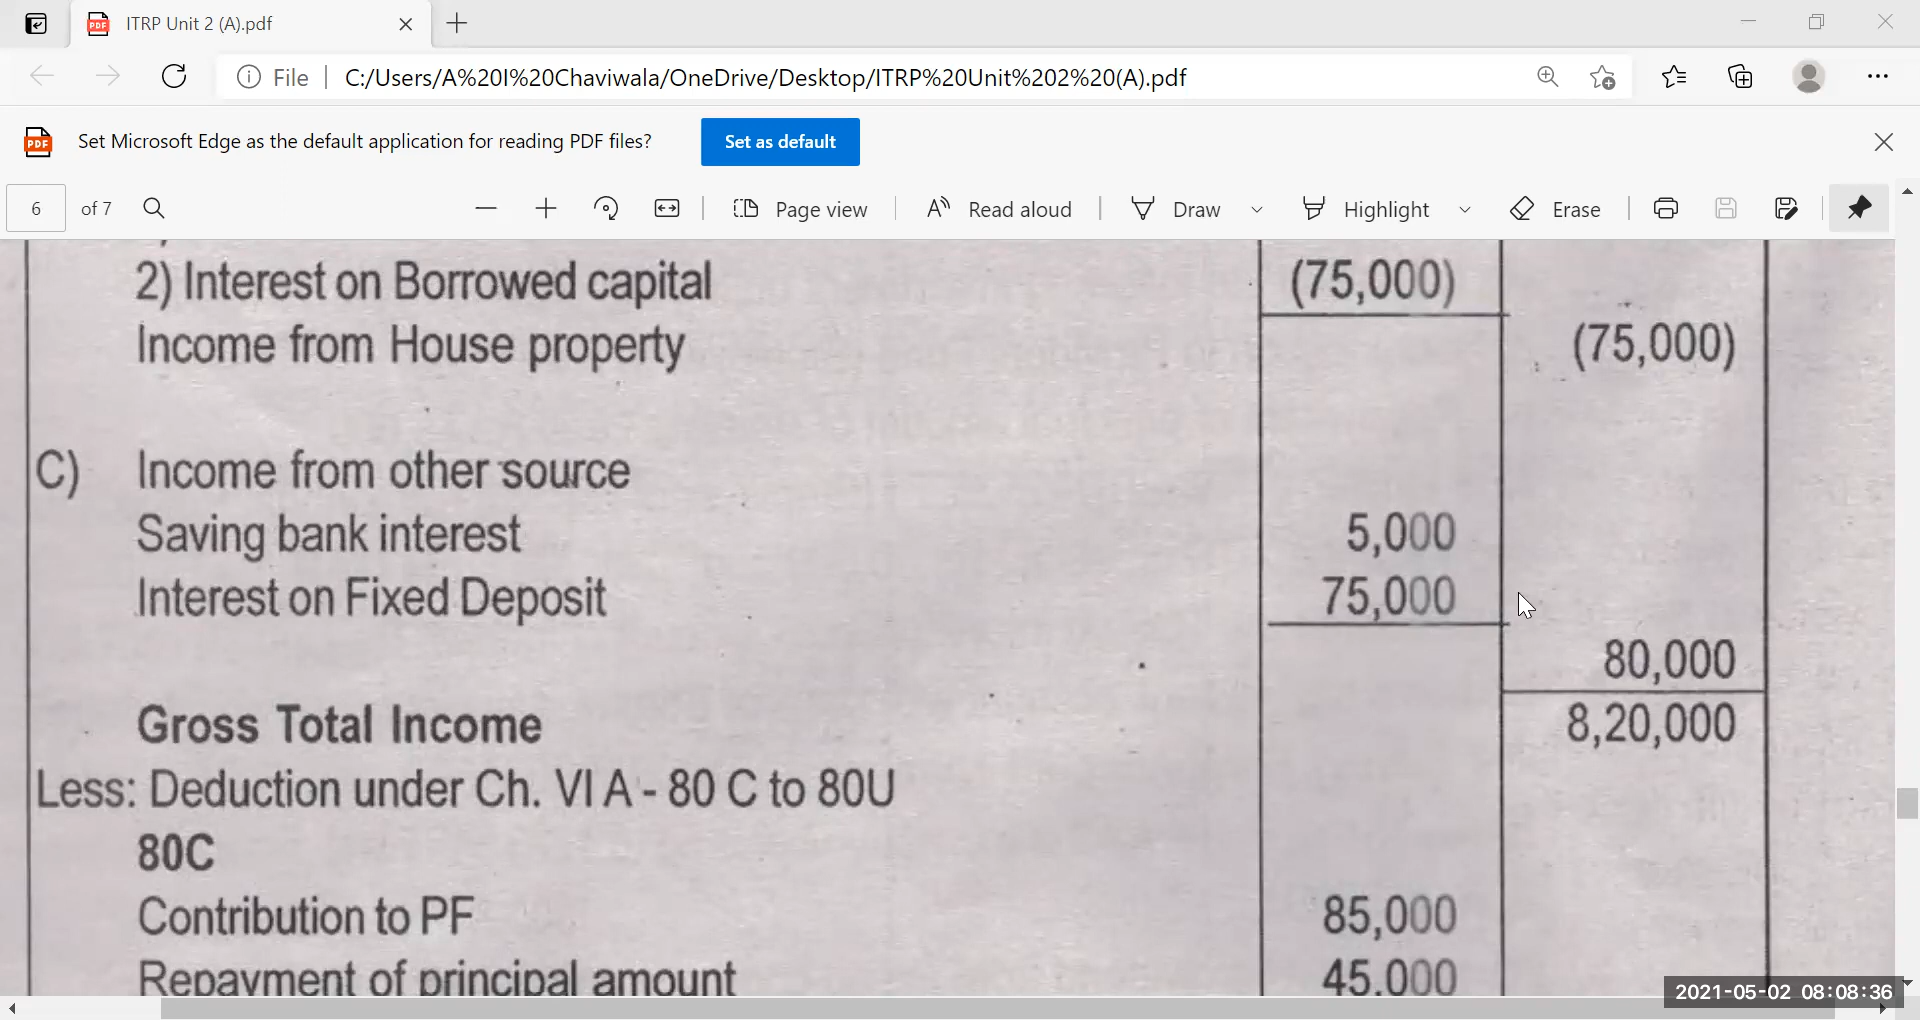 ITRP Unit 2 (A).pdf
File C:/Users/A%20I%20Chaviwala/OneDrive/Desktop/ITRP%20Unit%202%20(A).pdf
PDF Set Microsoft Edge as the default application for reading PDF files? Set as default
6 of 7 Page view Read aloud Draw Highlight Erase
2) Interest on Borrowed capital (75,000)
Income from House property (75,000)
C) Income from other source
Saving bank interest 5,000
Interest on Fixed Deposit 75,000
80,000
Gross Total Income 8,20,000
Less: Deduction under Ch. VI A - 80 C to 80U
80C
Contribution to PF 85,000
Repayment of principal amount 45,000
2021-05-02 08:08:36